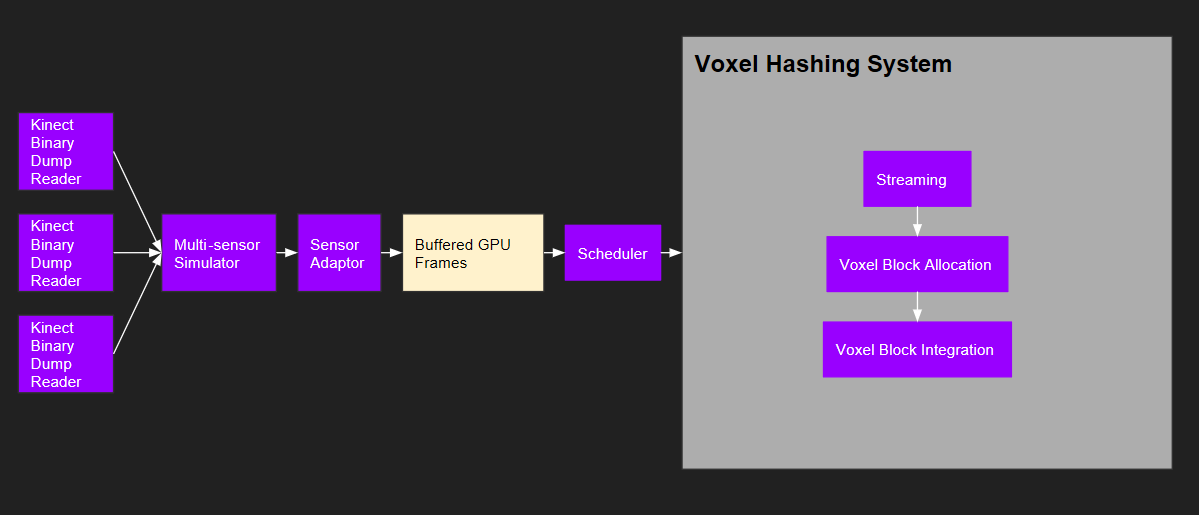 Voxel Hashing System
Kinect
Binary
Dump
Reader
Kinect
Binary
Dump
Reader
Kinect
Binary
Dump
Reader
Multi-sensor
Simulator
Sensor
Adaptor
Buffered GPU
Frames
Scheduler
Streaming
Voxel Block Allocation
Voxel Block Integration